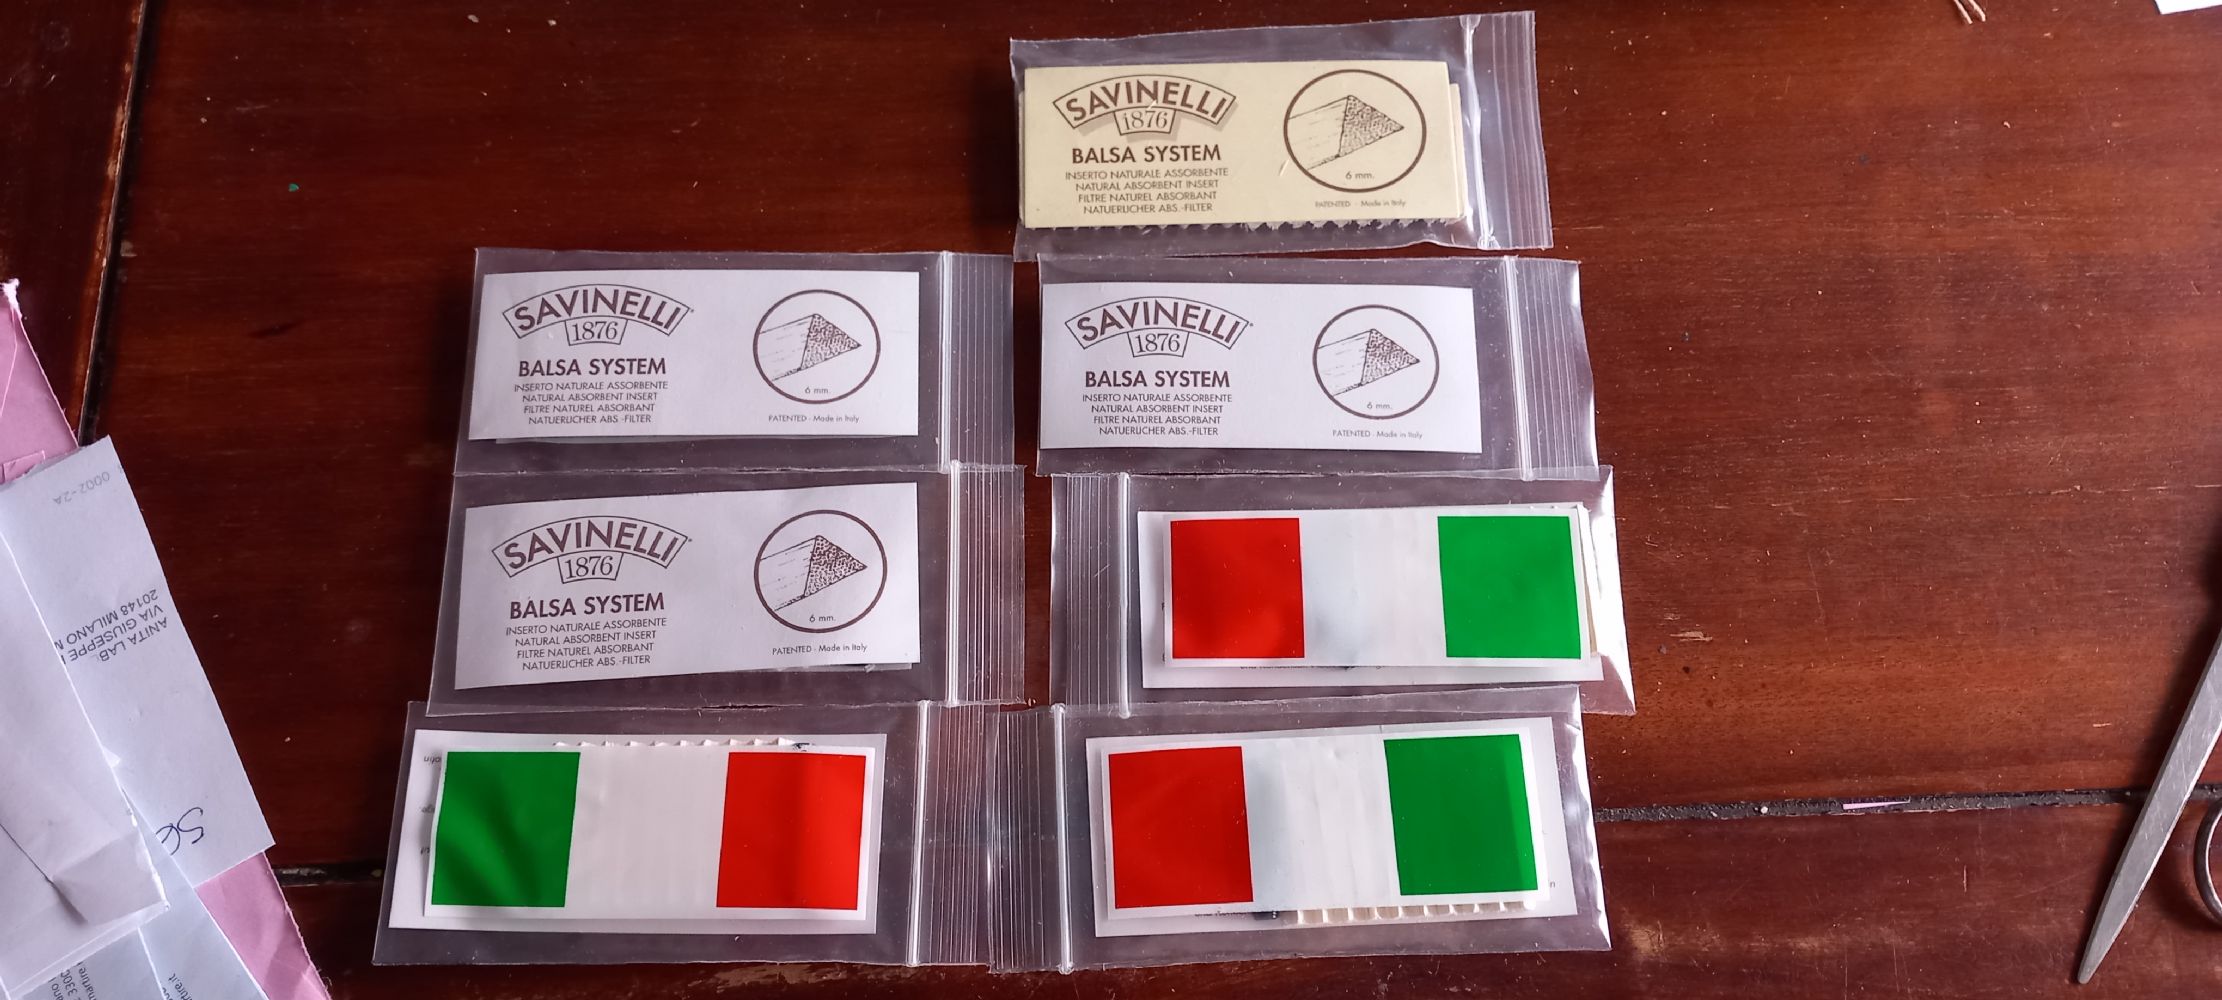 SAVINELLI
1876
BALSA SYSTEM
INSERTO NATURALE ASSORBENTE
NATURAL ABSORBENT INSERT
FILTRE NATUREL ABSORBANT
NATUERLICHER ABS.-FILTER
6 mm.
PATENTED - Made in Italy
SAVINELLI
1876
BALSA SYSTEM
INSERTO NATURALE ASSORBENTE
NATURAL ABSORBENT INSERT
FILTRE NATUREL ABSORBANT
NATUERLICHER ABS.-FILTER
6 mm.
PATENTED - Made in Italy
SAVINELLI
1876
BALSA SYSTEM
INSERTO NATURALE ASSORBENTE
NATURAL ABSORBENT INSERT
FILTRE NATUREL ABSORBANT
NATUERLICHER ABS.-FILTER
6 mm.
PATENTED - Made in Italy
SAVINELLI
1876
BALSA SYSTEM
INSERTO NATURALE ASSORBENTE
NATURAL ABSORBENT INSERT
FILTRE NATUREL ABSORBANT
NATUERLICHER ABS.-FILTER
6 mm.
PATENTED - Made in Italy
0002-2A
ANITA
VIA GIUSEPPE
20148 MILANO